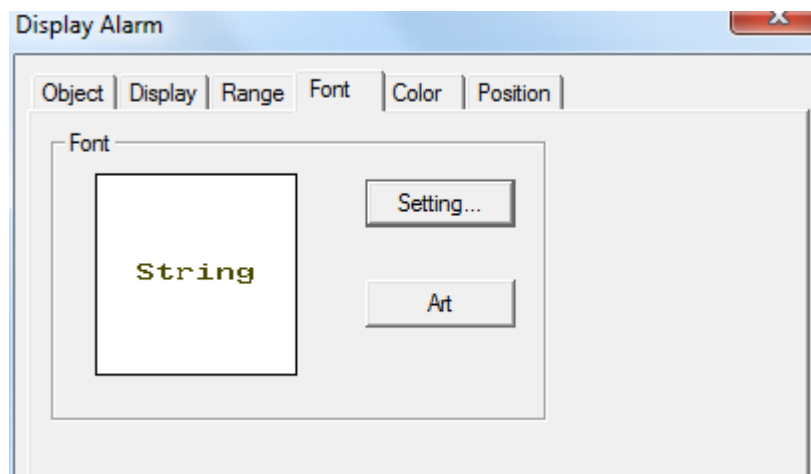 Display Alarm
Object Display Range Font Color Position
Font
Setting...
String
Art